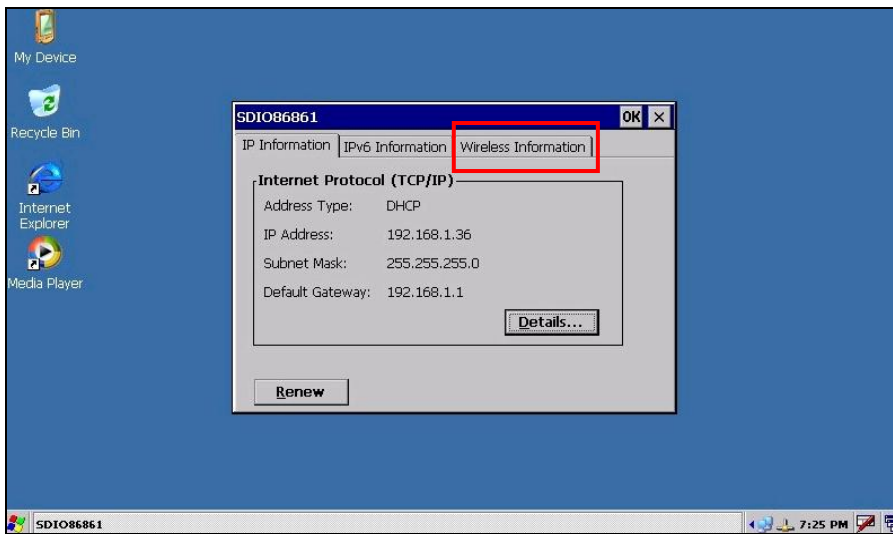 My Device
Recycle Bin
Internet
Explorer
Media Player
SDIO86861
OK
IP Information
IPv6 Information
Wireless Information
Internet Protocol (TCP/IP)
Address Type: DHCP
IP Address: 192.168.1.36
Subnet Mask: 255.255.255.0
Default Gateway: 192.168.1.1
Details...
Renew
SDIO86861
7:25 PM